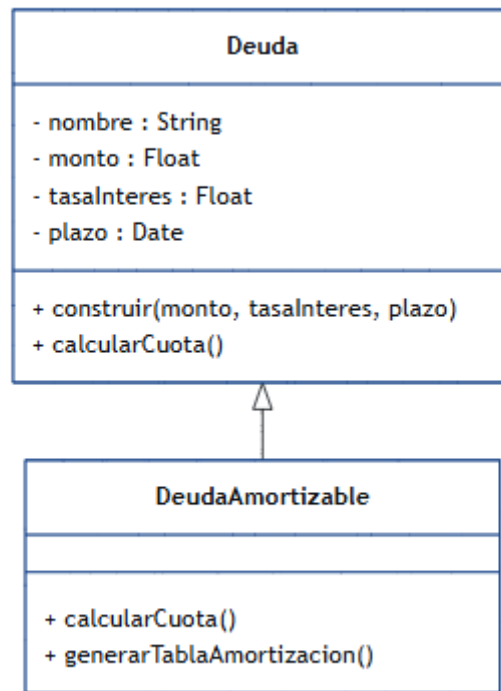 Deuda
- nombre : String
- monto : Float
- tasaInteres : Float
- plazo : Date
+ construir(monto, tasaInteres, plazo)
+ calcularCuota()
DeudaAmortizable
+ calcularCuota()
+ generarTablaAmortizacion()